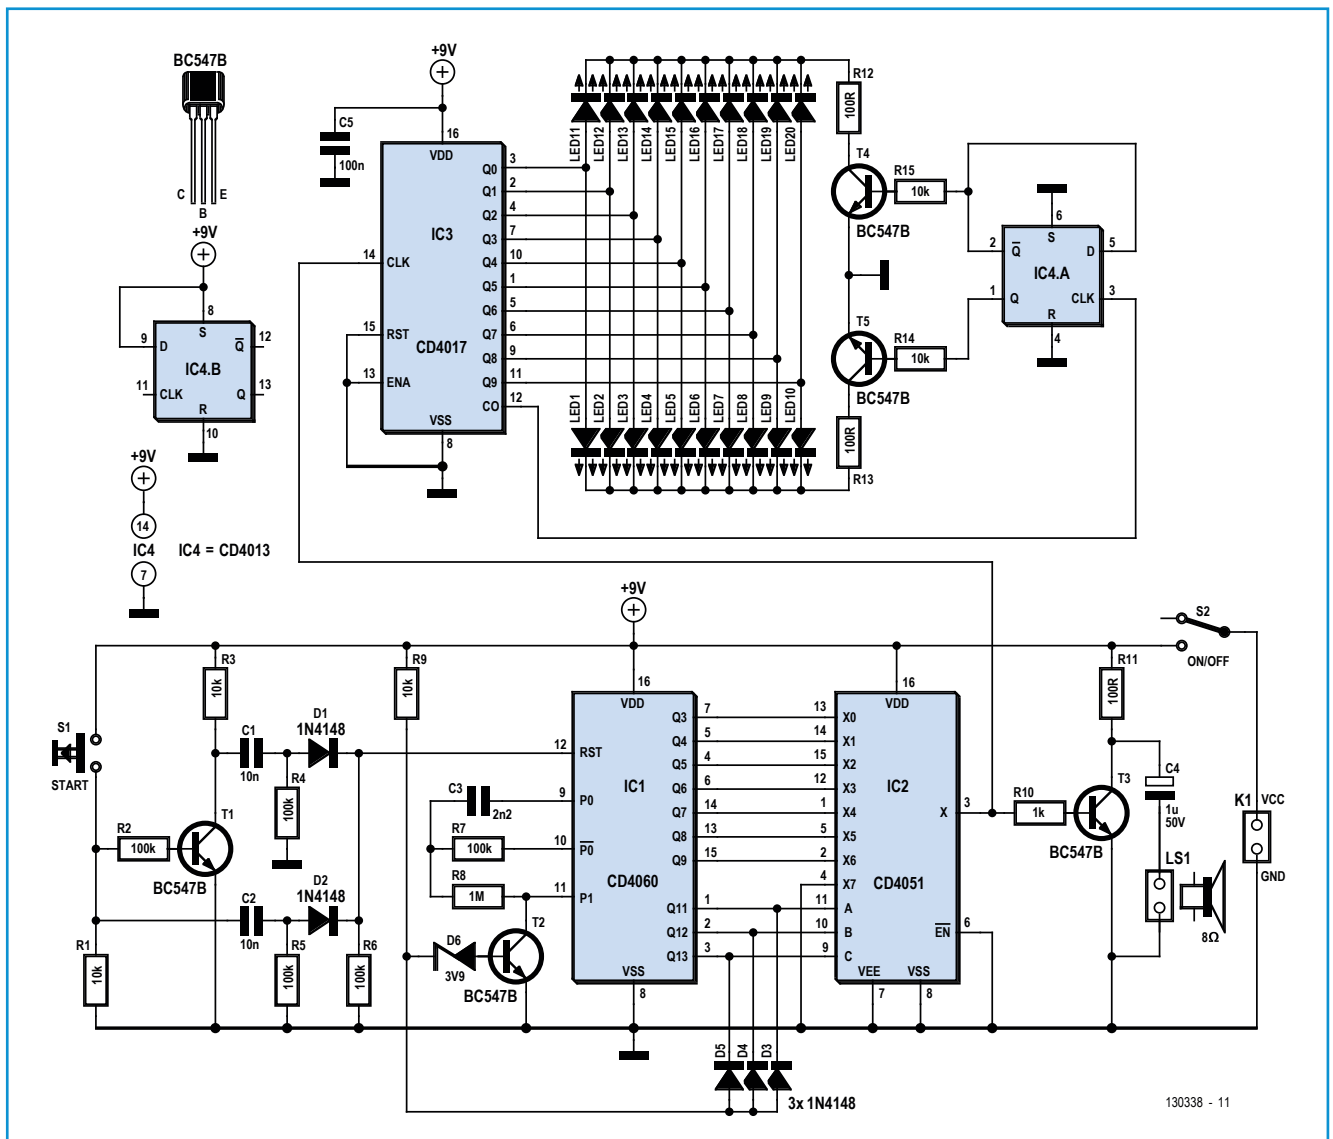 BC547B
C
B
E
+9V
8
S
9
D
Q
12
IC4.B
11
CLK
Q
13
R
10
+9V
14
IC4
7
IC4 = CD4013
+9V
C5
100n
16
VDD
Q0
3
Q1
2
Q2
4
IC3
Q3
7
14
CLK
Q4
10
Q5
1
Q6
5
15
RST
Q7
6
CD4017
Q8
9
13
ENA
Q9
11
CO
12
VSS
8
LED11
LED12
LED13
LED14
LED15
LED16
LED17
LED18
LED19
LED20
LED1
LED2
LED3
LED4
LED5
LED6
LED7
LED8
LED9
LED10
R12
100R
T4
BC547B
R15
10k
T5
BC547B
R14
10k
100R
R13
6
S
2
Q
D
5
IC4.A
1
Q
CLK
3
R
4
+9V
S2
ON/OFF
S1
START
R3
10k
R9
10k
C1
10n
D1
1N4148
R4
100k
T1
R2
100k
BC547B
C2
10n
D2
1N4148
R1
10k
R5
100k
R6
100k
C3
2n2
R7
100k
R8
1M
D6
3V9
T2
BC547B
16
VDD
12
RST
Q3
7
Q4
5
Q5
4
IC1
Q6
6
9
P0
Q7
14
Q8
13
10
P0
Q9
15
CD4060
11
P1
Q11
1
Q12
2
Q13
3
VSS
8
16
VDD
13
X0
14
X1
15
X2
12
X3
IC2
1
X4
X
3
5
X5
2
X6
4
X7
CD4051
11
A
10
B
EN
6
9
C
VEE
VSS
7
8
R10
1k
T3
BC547B
R11
100R
C4
1u
50V
LS1
8Ω
K1
VCC
GND
D5
D4
D3
3x 1N4148
130338 - 11